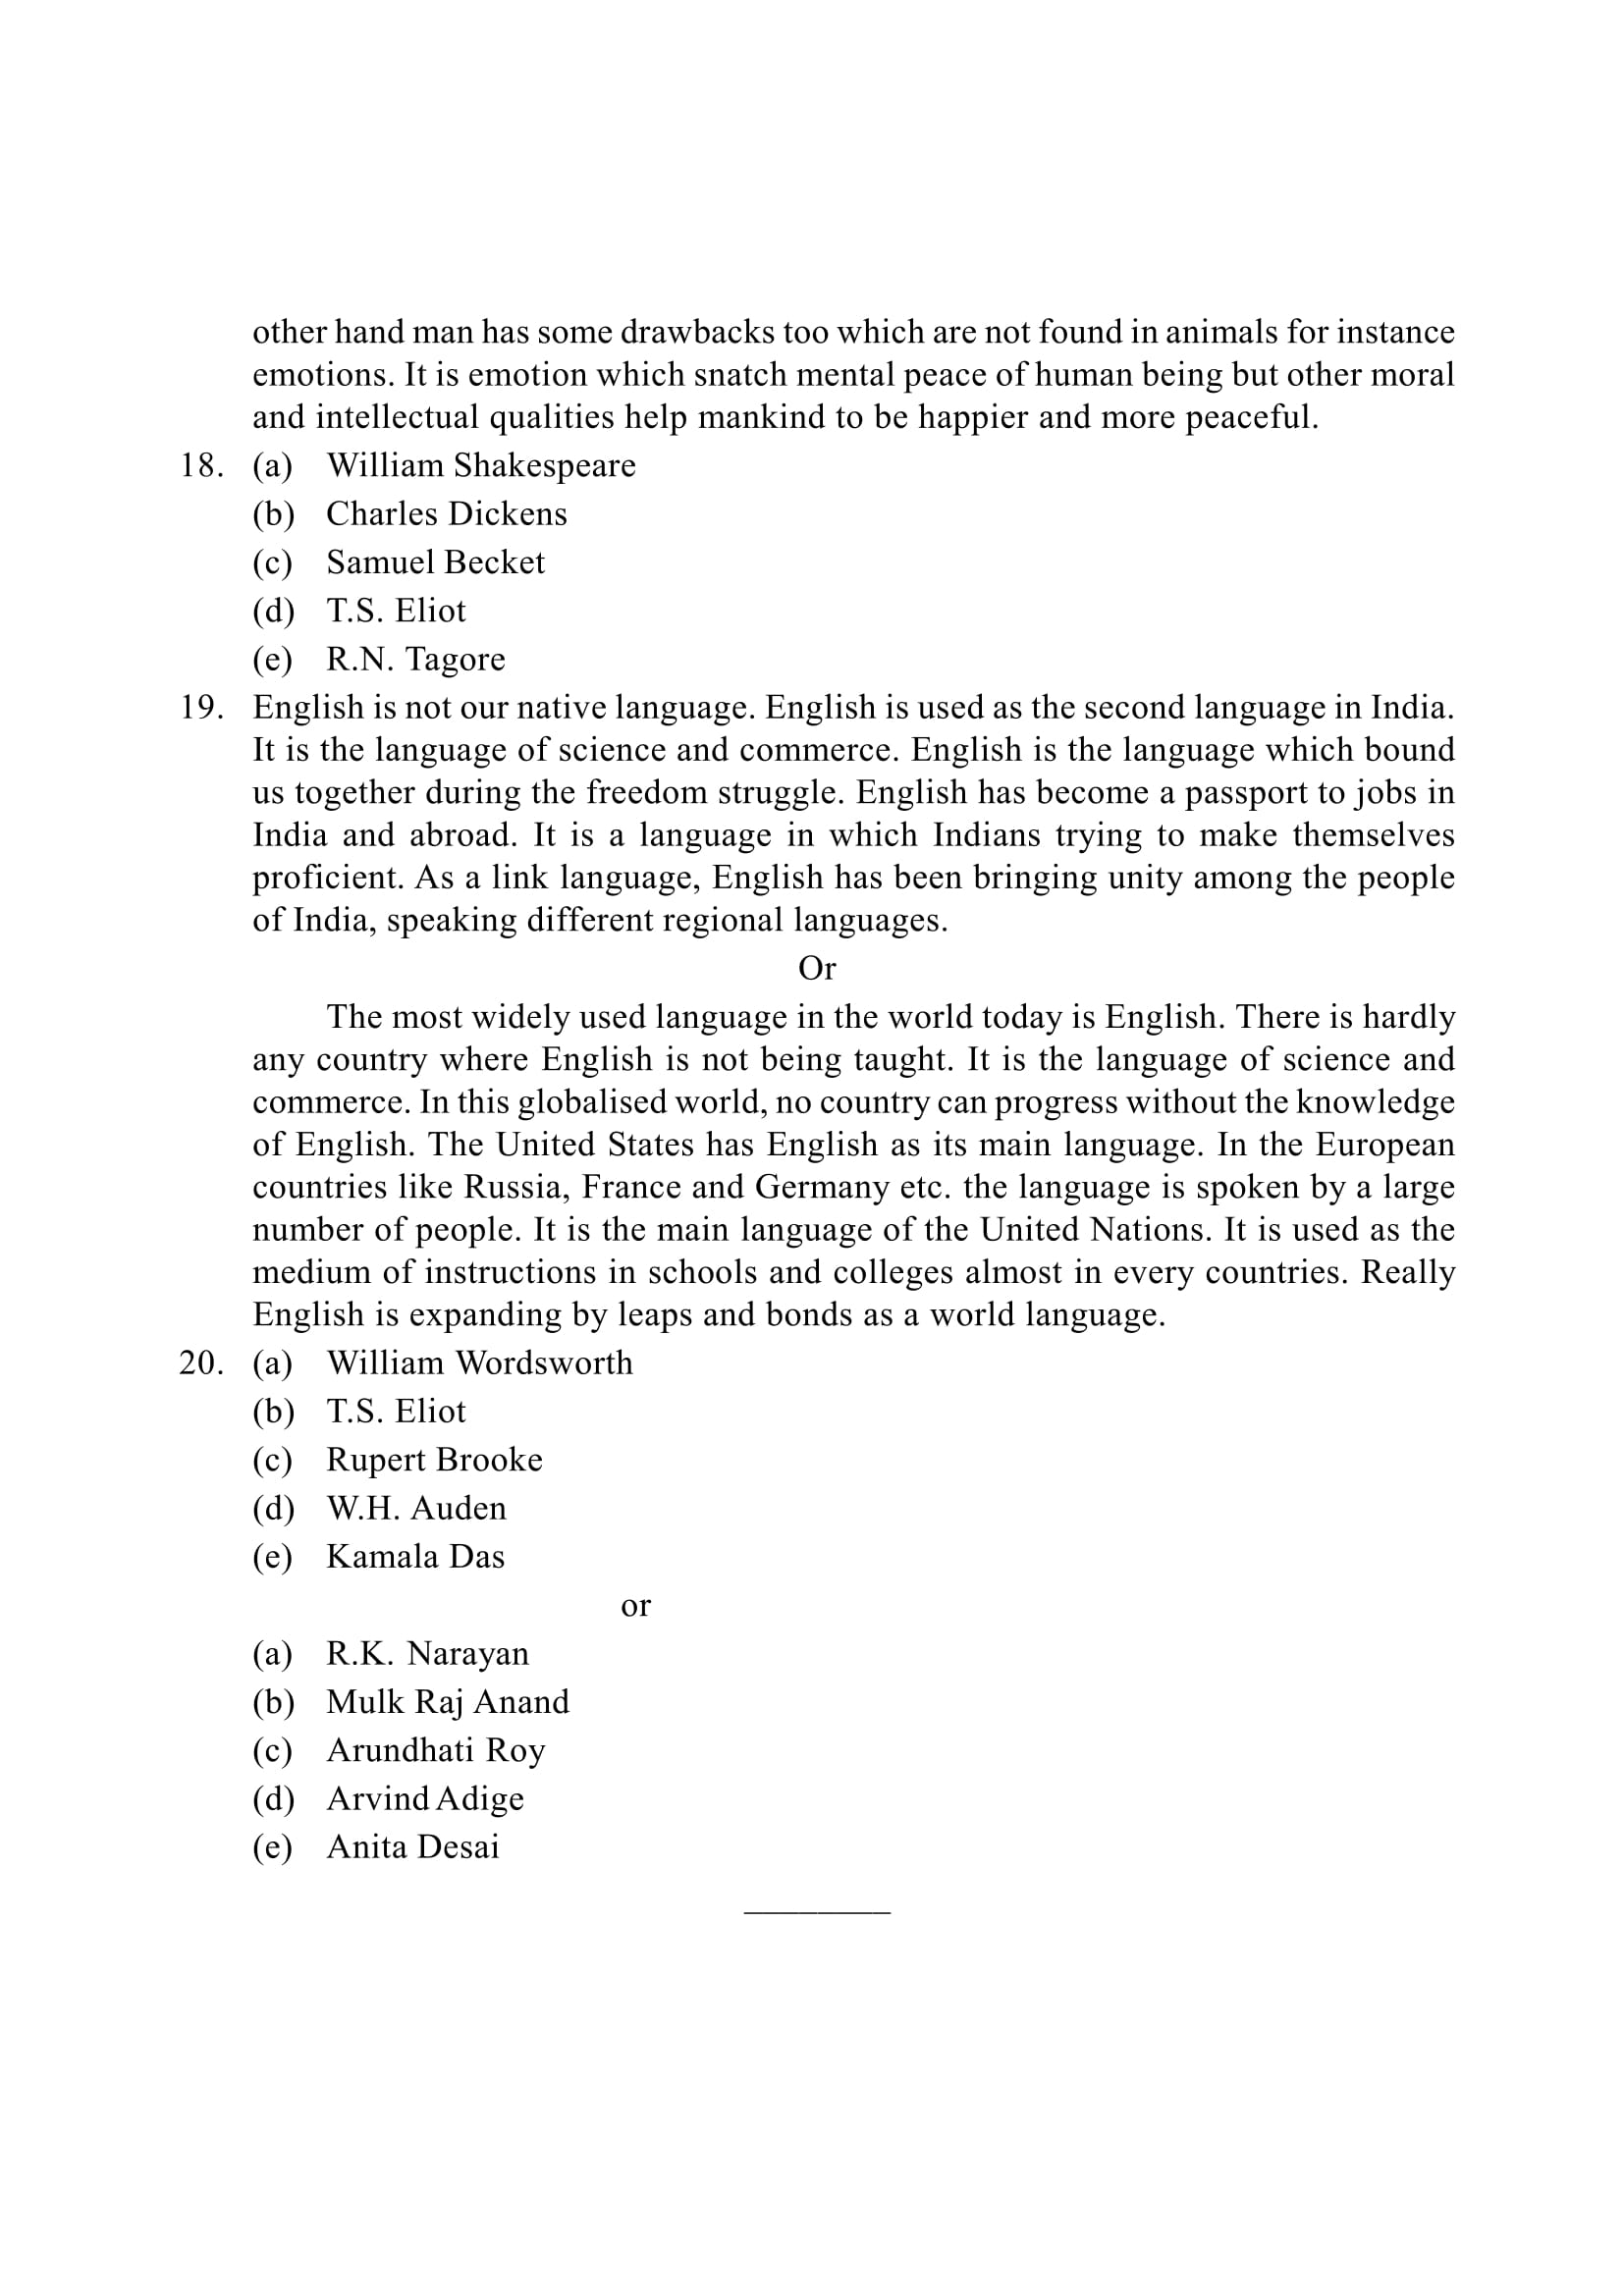 other hand man has some drawbacks too which are not found in animals for instance
emotions. It is emotion which snatch mental peace of human being but other moral
and intellectual qualities help mankind to be happier and more peaceful.
18. (a) William Shakespeare
(b) Charles Dickens
(c) Samuel Becket
(d) T.S. Eliot
(e) R.N. Tagore
19. English is not our native language. English is used as the second language in India.
It is the language of science and commerce. English is the language which bound
us together during the freedom struggle. English has become a passport to jobs in
India and abroad. It is a language in which Indians trying to make themselves
proficient. As a link language, English has been bringing unity among the people
of India, speaking different regional languages.
Or
The most widely used language in the world today is English. There is hardly
any country where English is not being taught. It is the language of science and
commerce. In this globalised world, no country can progress without the knowledge
of English. The United States has English as its main language. In the European
countries like Russia, France and Germany etc. the language is spoken by a large
number of people. It is the main language of the United Nations. It is used as the
medium of instructions in schools and colleges almost in every countries. Really
English is expanding by leaps and bonds as a world language.
20. (a) William Wordsworth
(b) T.S. Eliot
(c) Rupert Brooke
(d) W.H. Auden
(e) Kamala Das
or
(a) R.K. Narayan
(b) Mulk Raj Anand
(c) Arundhati Roy
(d) Arvind Adige
(e) Anita Desai